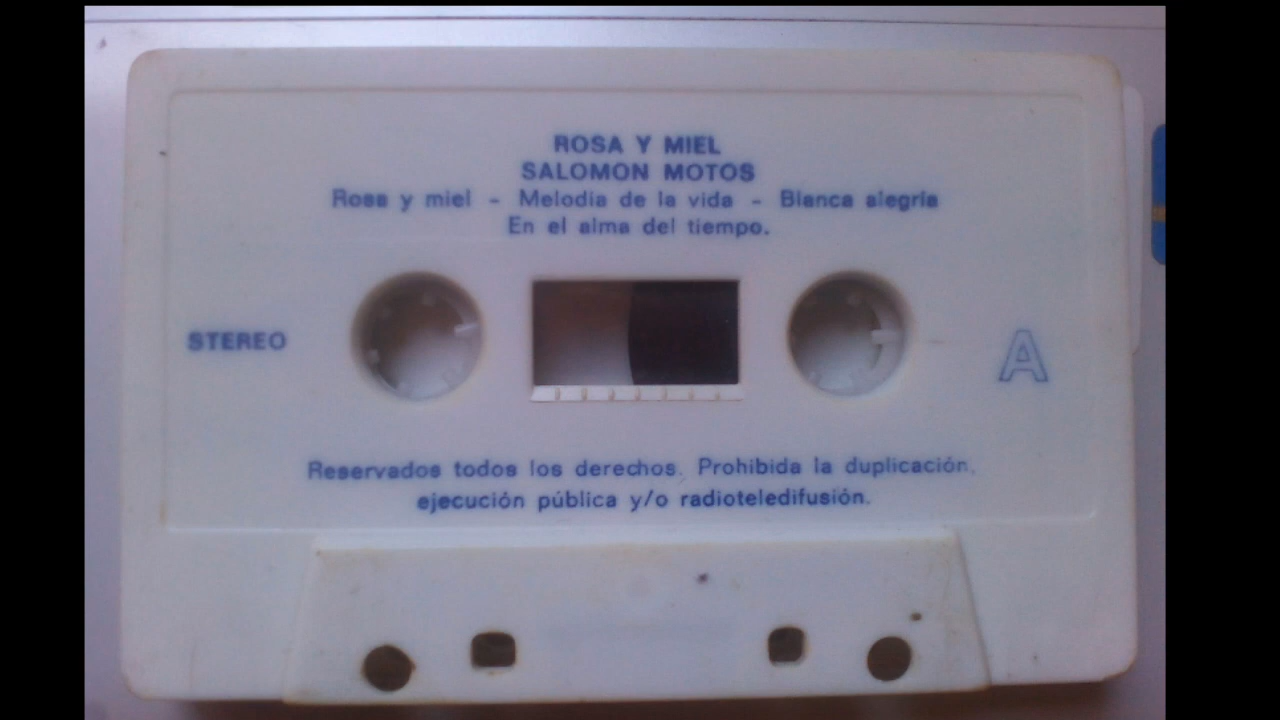 ROSA Y MIEL
SALOMON MOTOS
Rosa y miel - Melodía de la vida - Blanca alegría
En el alma del tiempo.
STEREO
A
Reservados todos los derechos. Prohibida la duplicación,
ejecución pública y/o radioteledifusión.